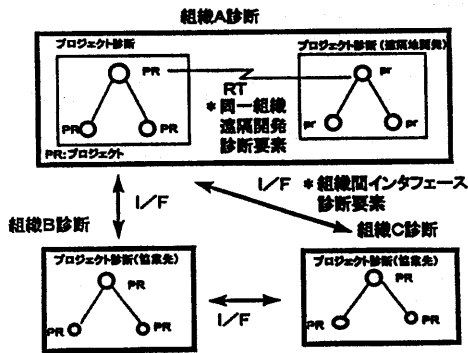 組織A診断
プロジェクト診断
プロジェクト診断(遠隔地開発)
PR
pr
RT
PR
PR
*同一組織
遠隔開発
診断要素
pr
pr
PR:プロジェクト
I/F
I/F
*組織間インタフェース
診断要素
組織B診断
組織C診断
プロジェクト診断(協業先)
プロジェクト診断(協業先)
PR
PR
PR
PR
I/F
PR
PR